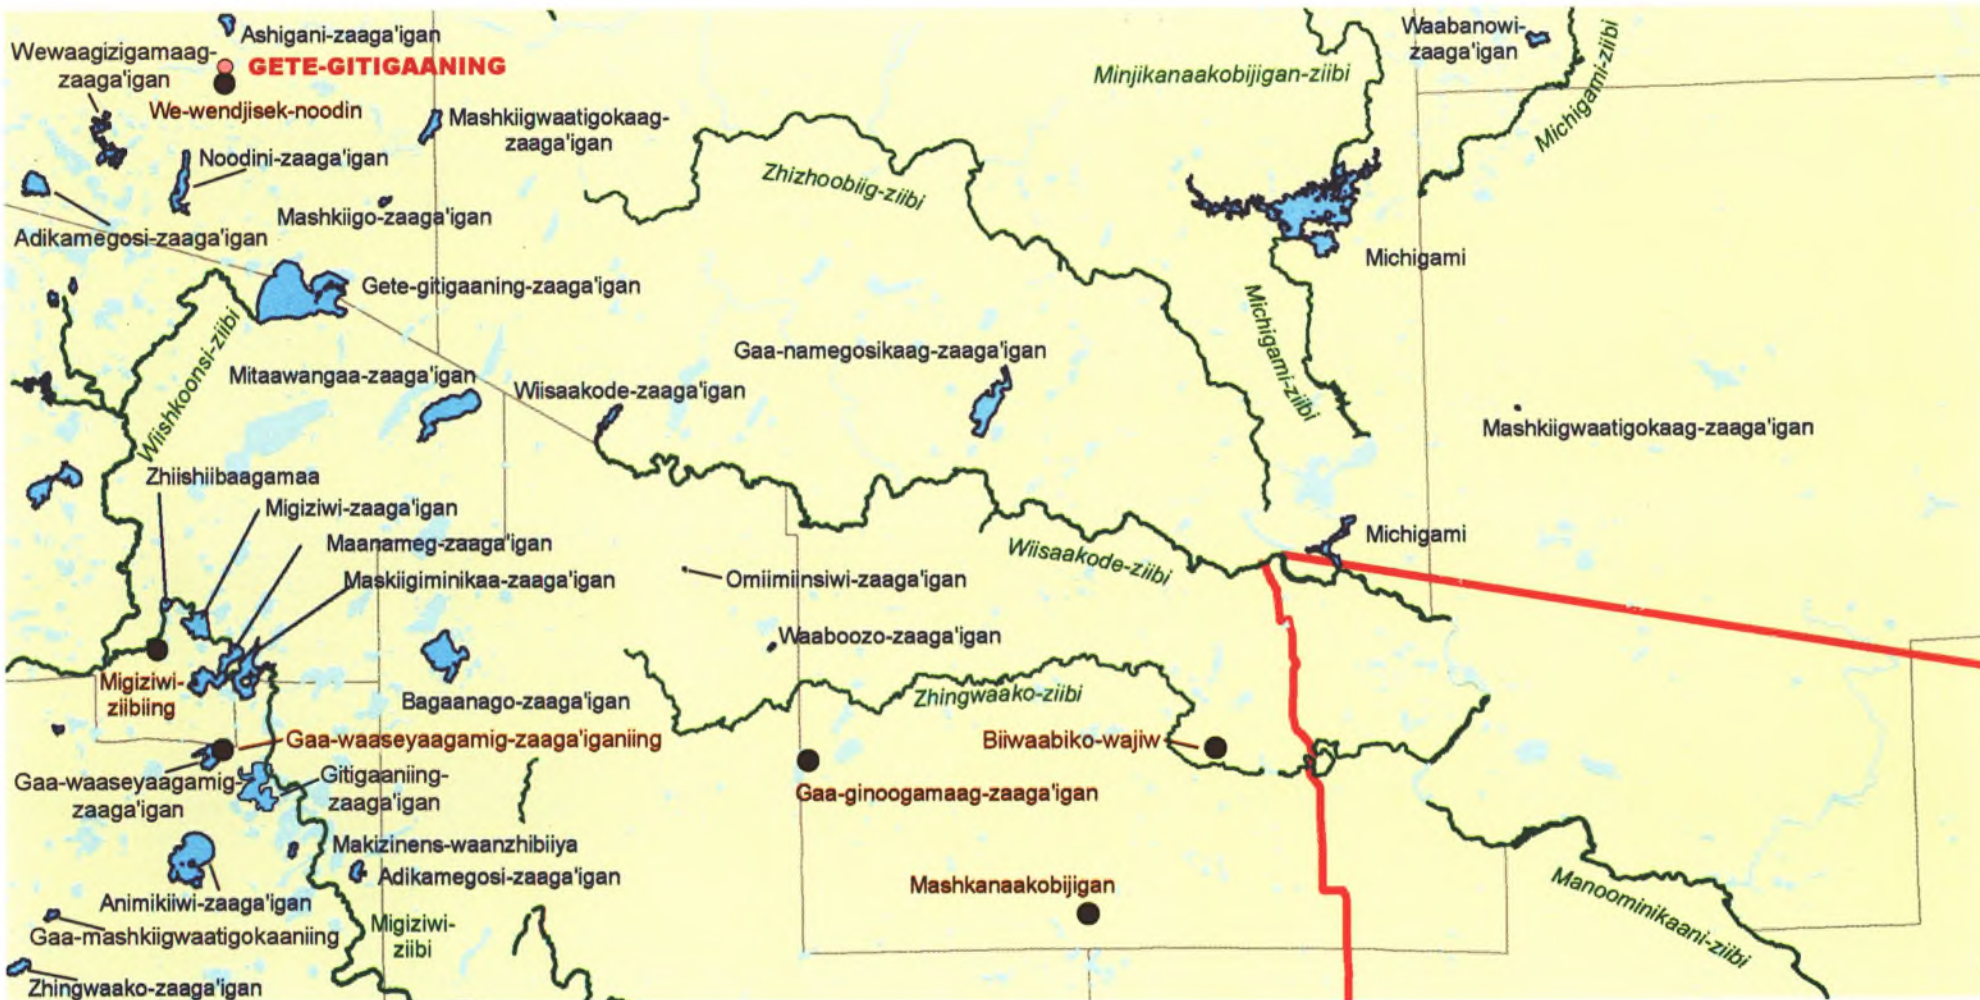 Ashigani-zaaga'igan
Wewaagizigamaag-
zaaga'igan
GETE-GITIGAANING
We-wendjisek-noodin
Mashkiigwaatigokaag-
zaaga'igan
Noodini-zaaga'igan
Mashkiigo-zaaga'igan
Adikamegosi-zaaga'igan
Gete-gitigaaning-zaaga'igan
Wiishkoonsi-ziibi
Mitaawangaa-zaaga'igan
Wiisaakode-zaaga'igan
Zhizhoobiig-ziibi
Minjikanaakobijigan-ziibi
Waabanowi-
zaaga'igan
Michigami-ziibi
Michigami
Michigami-ziibi
Gaa-namegosikaag-zaaga'igan
Mashkiigwaatigokaag-zaaga'igan
Zhiishiibaagamaa
Migiziwi-zaaga'igan
Maanameg-zaaga'igan
Maskiigiminikaa-zaaga'igan
Michigami
Wiisaakode-ziibi
Omiimiinsiwi-zaaga'igan
Waaboozo-zaaga'igan
Migiziwi-
ziibiing
Bagaanago-zaaga'igan
Zhingwaako-ziibi
Gaa-waaseyaagamig-zaaga'iganiing
Biiwaabiko-wajiw
Gaa-waaseyaagamig-
zaaga'igan
Gitigaaniing-
zaaga'igan
Gaa-ginoogamaag-zaaga'igan
Makizinens-waanzhibiiya
Adikamegosi-zaaga'igan
Mashkanaakobijigan
Animikiiwi-zaaga'igan
Gaa-mashkiigwaatigokaaniing
Migiziwi-
ziibi
Manoominikaani-ziibi
Zhingwaako-zaaga'igan